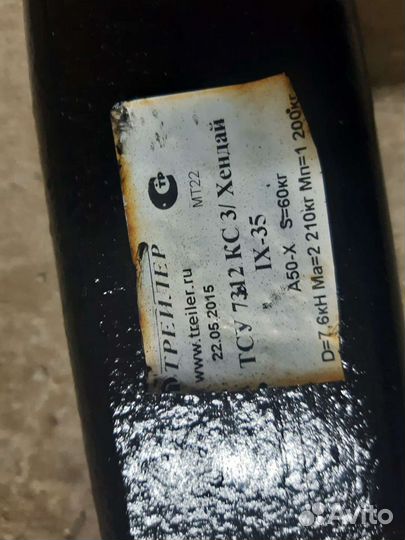 ТР
ТРЕЙЛЕР
www.treiler.ru МТ22
22.05.2015
ТСУ 7312 КС 3/ Хендай
IX-35
А50-Х S=60кг
D=7,6кН Ма=2 210кг Мп=1 200кг
Avito